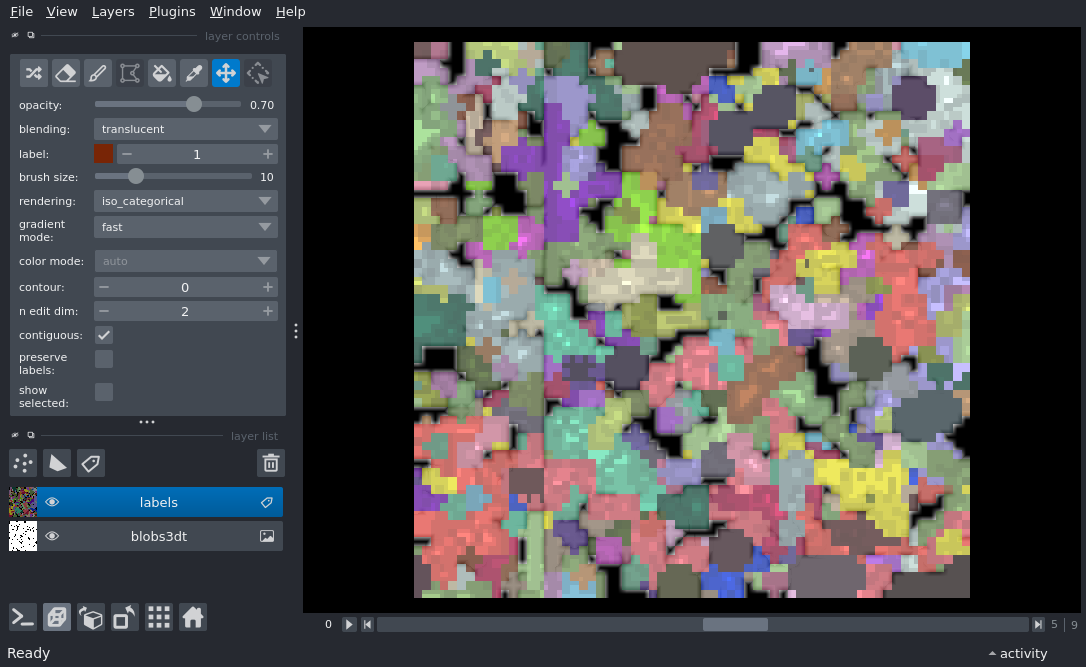 File View Layers Plugins Window Help
layer controls
opacity: 0.70
blending: translucent
label: 1
brush size: 10
rendering: iso_categorical
gradient
mode: fast
color mode: auto
contour: 0
n edit dim: 2
contiguous:
preserve
labels:
show
selected:
layer list
labels
blobs3dt
0 5 9
Ready activity